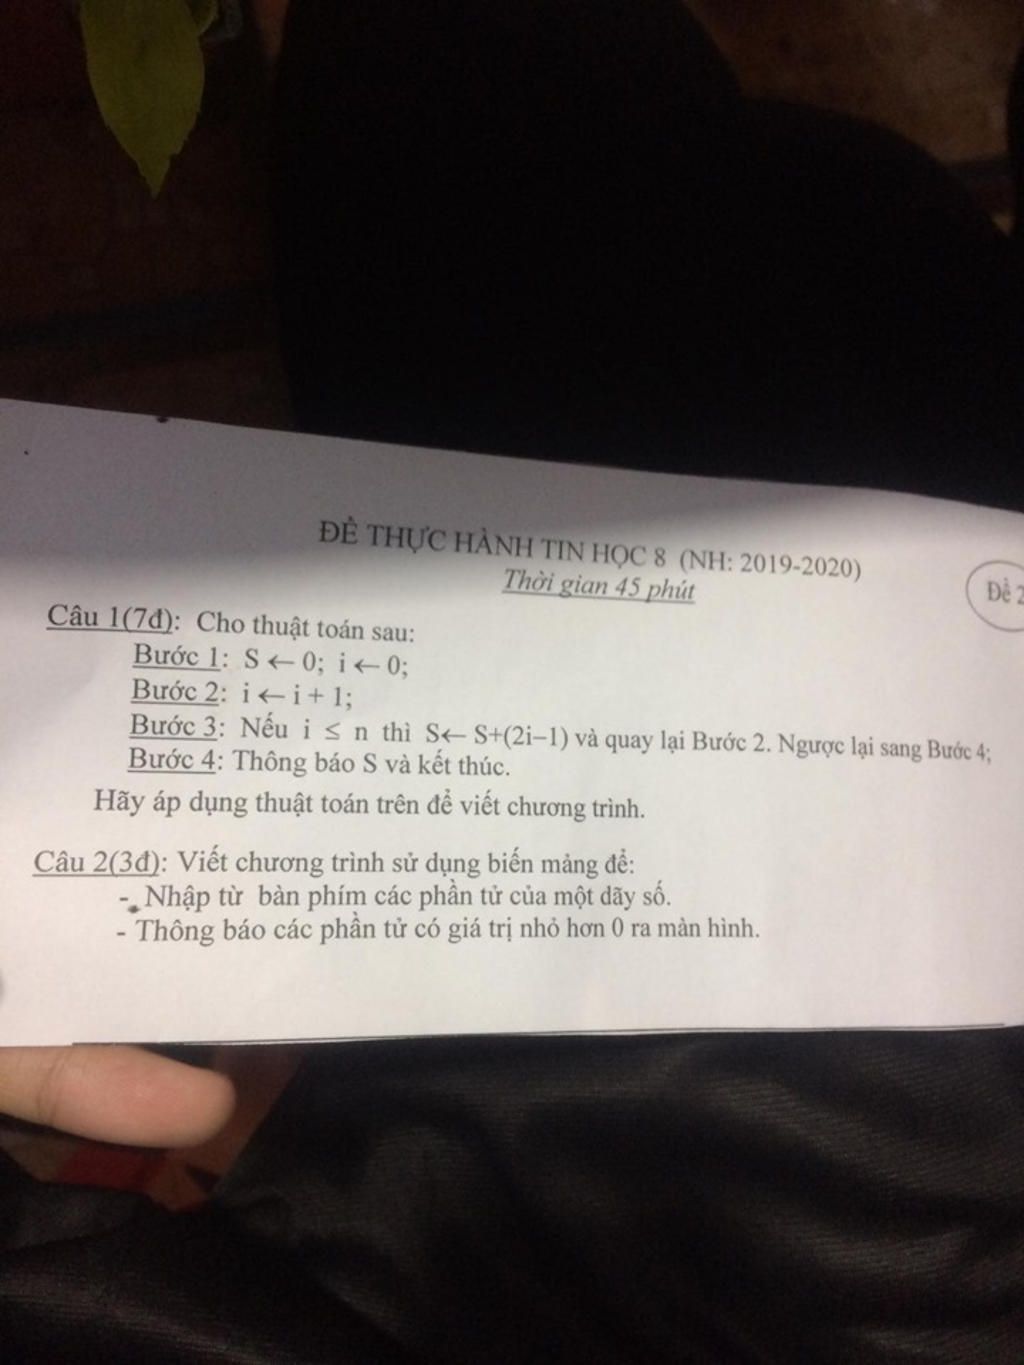 ĐỀ THỰC HÀNH TIN HỌC 8 (NH: 2019-2020)
Thời gian 45 phút
Đề 2
Câu 1(7đ): Cho thuật toán sau:
Bước 1: S ← 0; i ← 0;
Bước 2: i ← i + 1;
Bước 3: Nếu i ≤ n thì S← S+(2i–1) và quay lại Bước 2. Ngược lại sang Bước 4;
Bước 4: Thông báo S và kết thúc.
Hãy áp dụng thuật toán trên để viết chương trình.
Câu 2(3đ): Viết chương trình sử dụng biến mảng để:
- Nhập từ bàn phím các phần tử của một dãy số.
- Thông báo các phần tử có giá trị nhỏ hơn 0 ra màn hình.